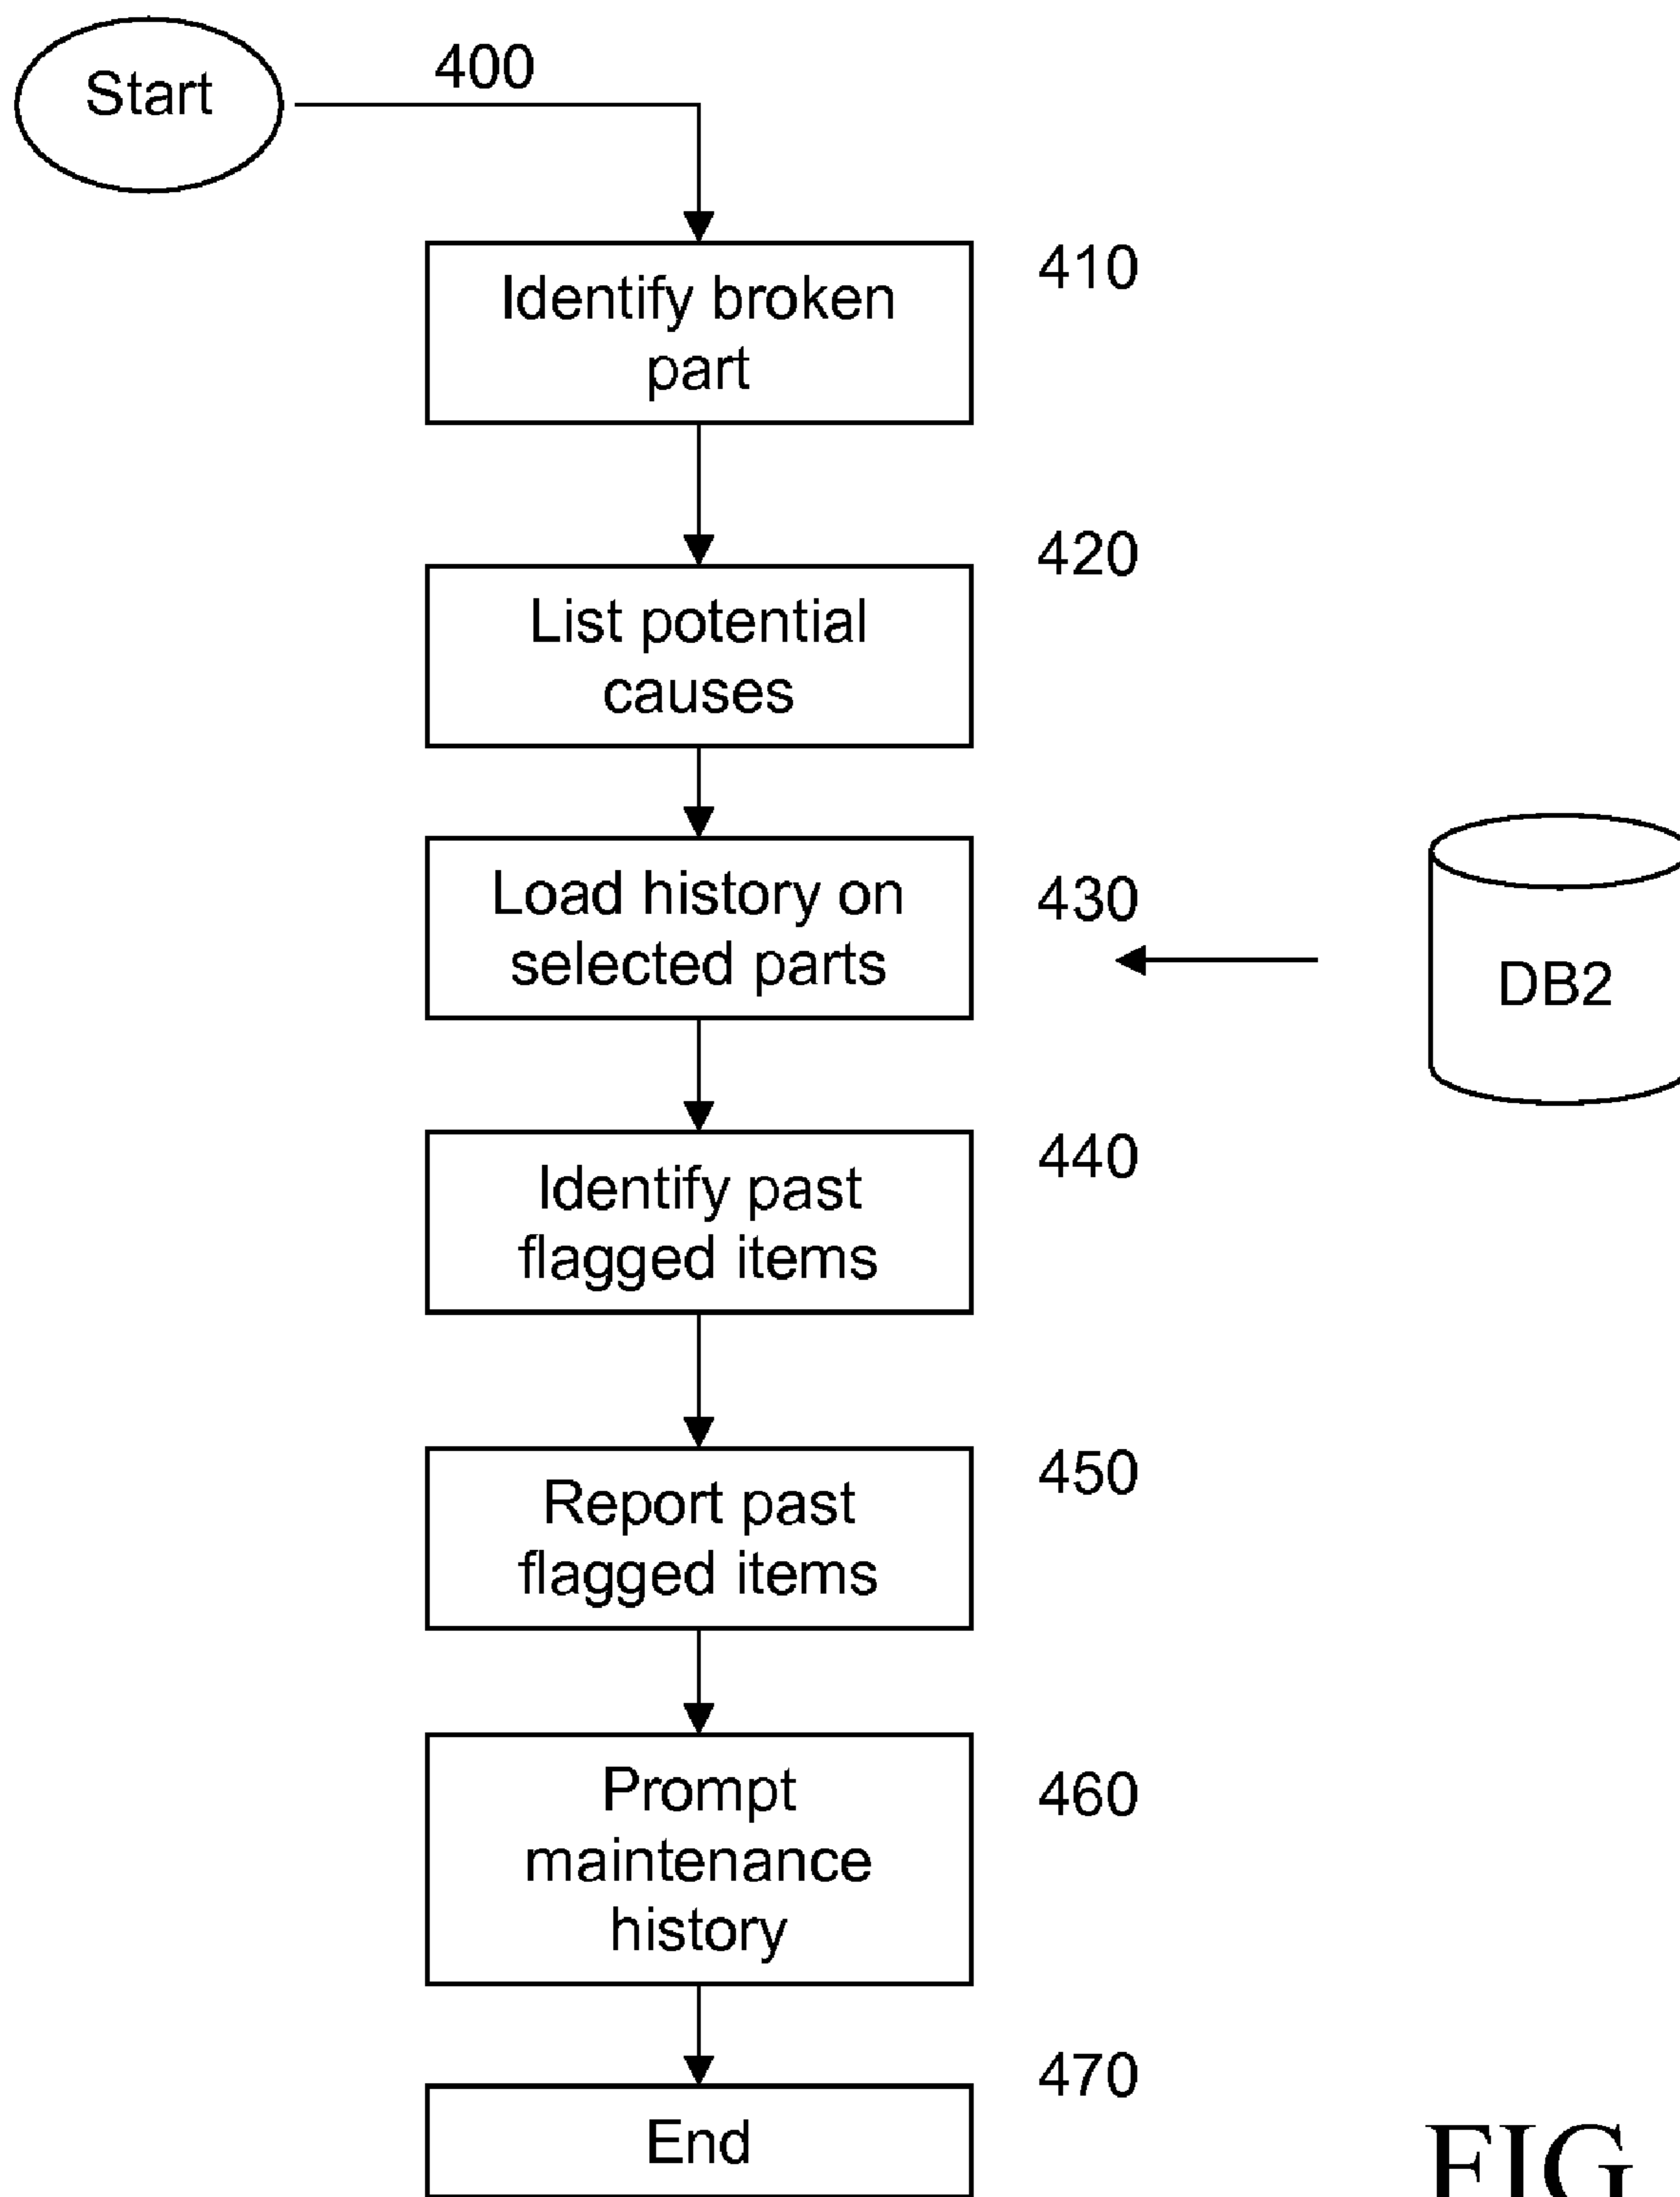 Start
400
Identify broken
part
410
420
List potential
causes
Load history on
selected parts
430
DB2
440
Identify past
flagged items
450
Report past
flagged items
Prompt
maintenance
history
460
470
End
FIG